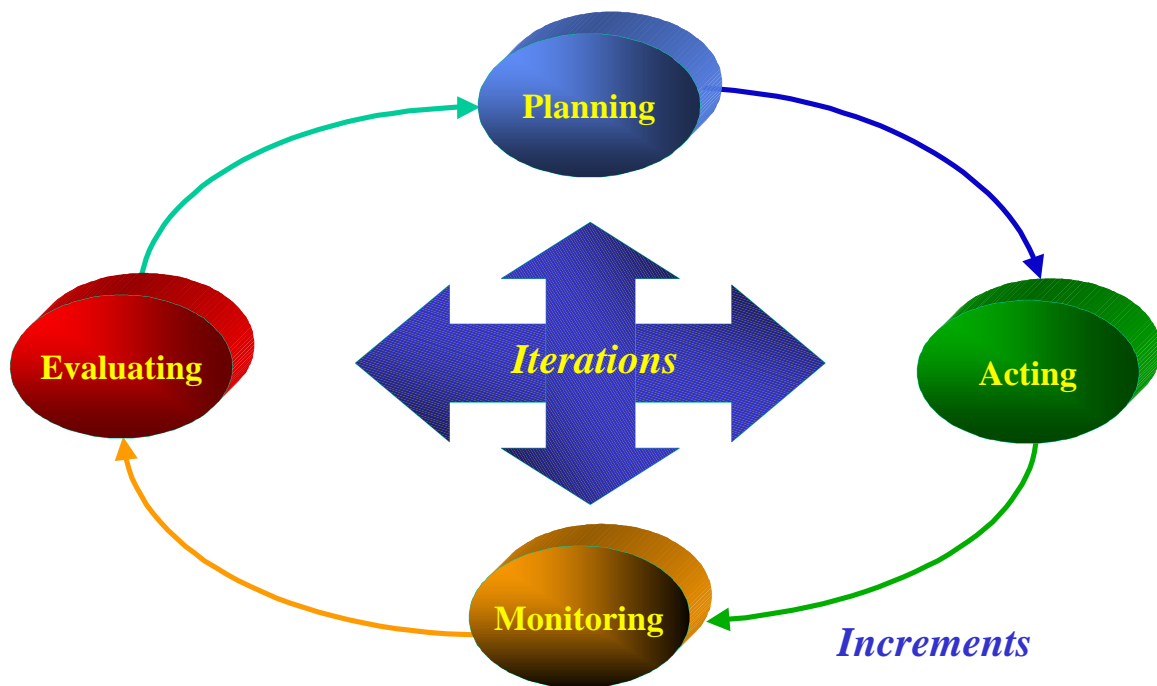 Planning
Evaluating
Iterations
Acting
Monitoring
Increments